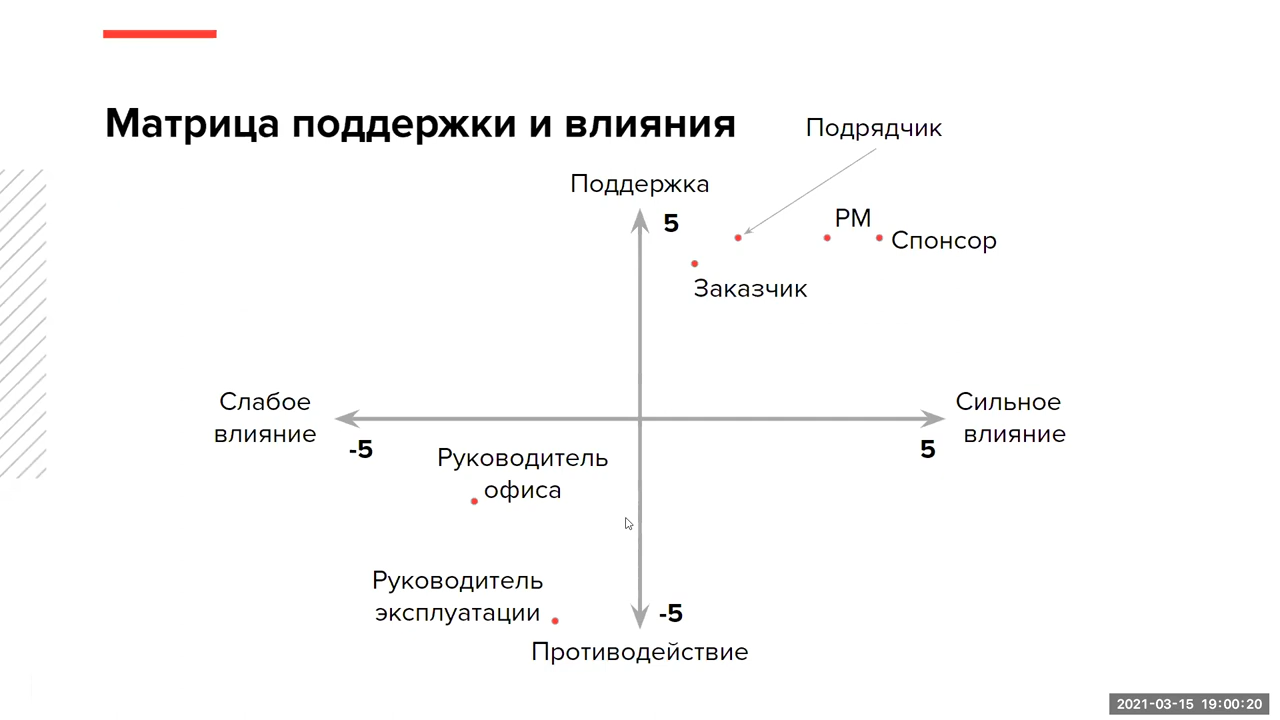 Матрица поддержки и влияния
Подрядчик
Поддержка
5
РМ
Спонсор
Заказчик
Слабое
влияние
-5
Сильное
влияние
5
Руководитель
офиса
Руководитель
эксплуатации
-5
Противодействие
2021-03-15 19:00:20